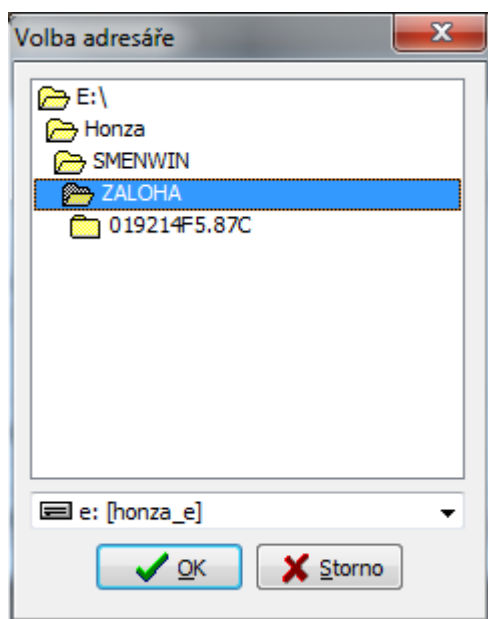 Volba adresáře
E:\
Honza
SMENWIN
ZALOHA
019214F5.87C
e: [honza_e]
OK
Storno